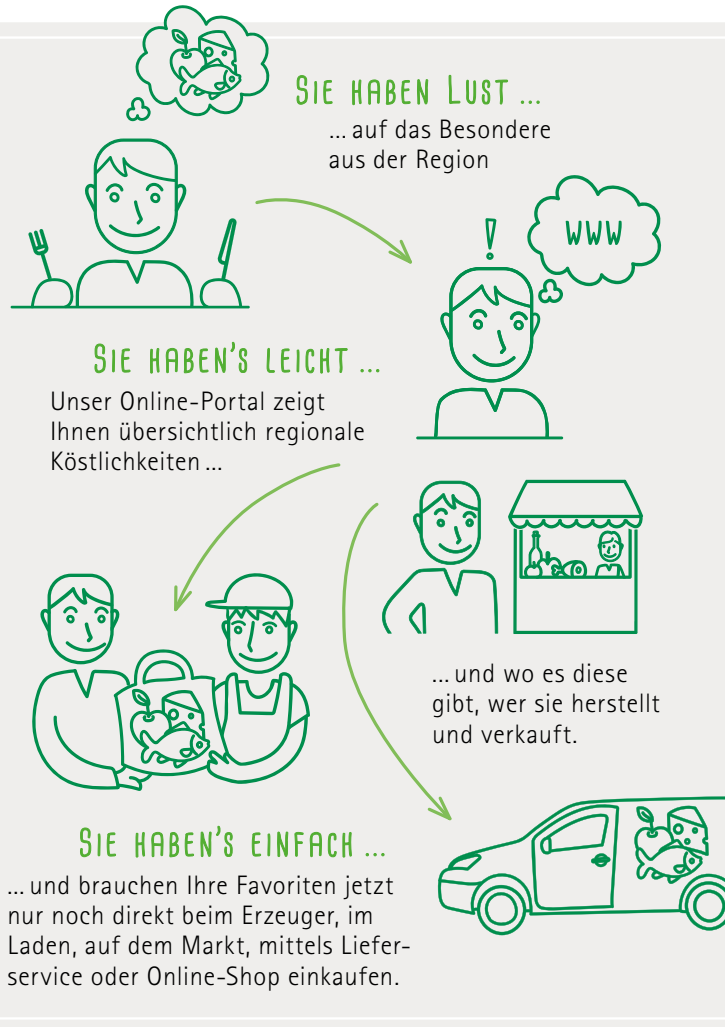 SIE HABEN LUST ...
... auf das Besondere
aus der Region
WWW
SIE HABEN'S LEICHT ...
Unser Online-Portal zeigt
Ihnen übersichtlich regionale
Köstlichkeiten ...
... und wo es diese
gibt, wer sie herstellt
und verkauft.
SIE HABEN'S EINFACH ...
... und brauchen Ihre Favoriten jetzt
nur noch direkt beim Erzeuger, im
Laden, auf dem Markt, mittels Liefer-
service oder Online-Shop einkaufen.